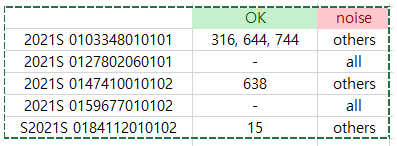 OK noise
2021S 0103348010101 316, 644, 744 others
2021S 0127802060101 - all
2021S 0147410010102 638 others
2021S 0159677010102 - all
S2021S 0184112010102 15 others